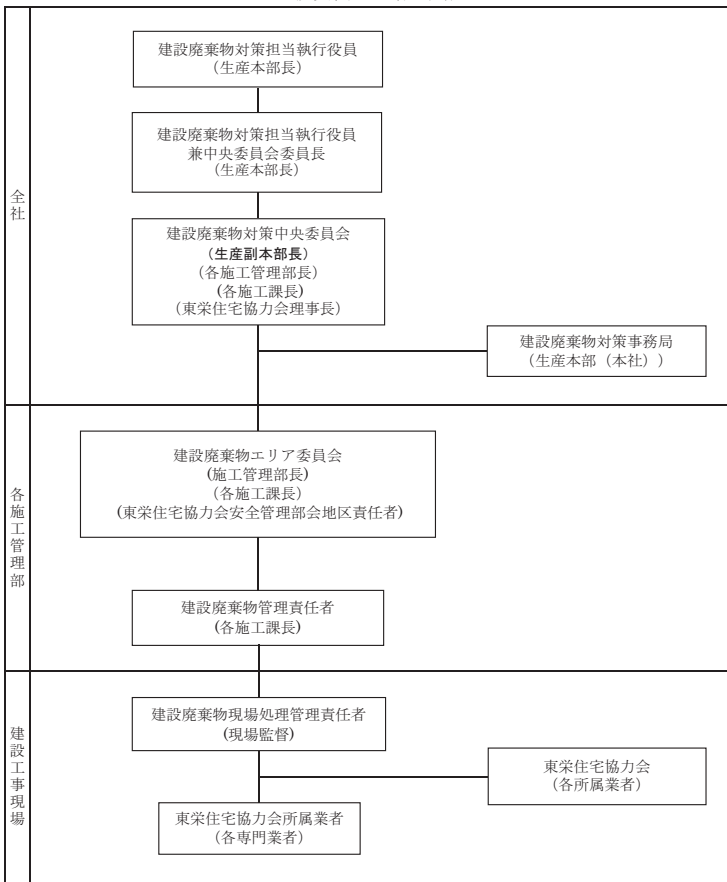 全社
建設廃棄物対策担当執行役員
(生産本部長)
建設廃棄物対策担当執行役員
兼中央委員会委員長
(生産本部長)
建設廃棄物対策中央委員会
(生産副本部長)
(各施工管理部長)
(各施工課長)
(東栄住宅協力会理事長)
建設廃棄物対策事務局
(生産本部(本社))
各施工管理部
建設廃棄物エリア委員会
(施工管理部長)
(各施工課長)
(東栄住宅協力会安全管理部会地区責任者)
建設廃棄物管理責任者
(各施工課長)
建設工事現場
建設廃棄物現場処理管理責任者
(現場監督)
東栄住宅協力会
(各所属業者)
東栄住宅協力会所属業者
(各専門業者)